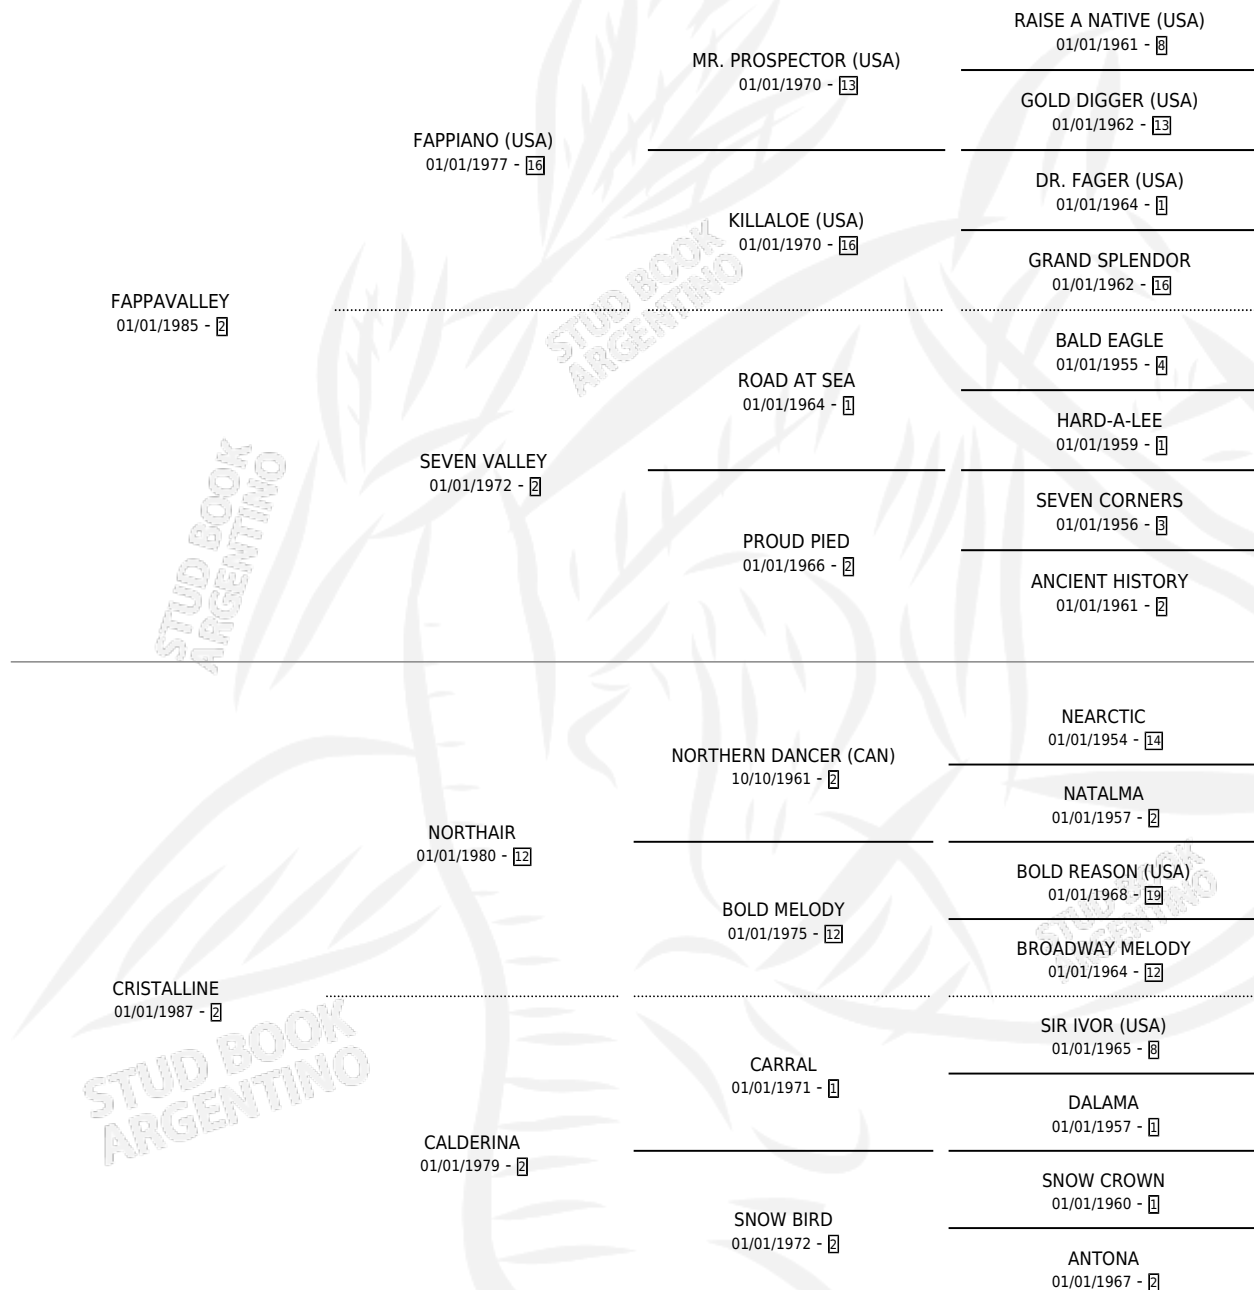 RAISE A NATIVE (USA)
01/01/1961 - 8
MR. PROSPECTOR (USA)
01/01/1970 - 13
GOLD DIGGER (USA)
01/01/1962 - 13
FAPPIANO (USA)
01/01/1977 - 16
DR. FAGER (USA)
01/01/1964 - 1
KILLALOE (USA)
01/01/1970 - 16
GRAND SPLENDOR
01/01/1962 - 16
FAPPAVALLEY
01/01/1985 - 2
STUD BOOK
ARGENTINO
BALD EAGLE
01/01/1955 - 4
ROAD AT SEA
01/01/1964 - 1
HARD-A-LEE
01/01/1959 - 1
SEVEN VALLEY
01/01/1972 - 2
SEVEN CORNERS
01/01/1956 - 3
PROUD PIED
01/01/1966 - 2
ANCIENT HISTORY
01/01/1961 - 2
STUD BOOK
ARGENTINO
NEARCTIC
01/01/1954 - 14
NORTHERN DANCER (CAN)
10/10/1961 - 2
NATALMA
01/01/1957 - 2
NORTHAIR
01/01/1980 - 12
BOLD REASON (USA)
01/01/1968 - 19
BOLD MELODY
01/01/1975 - 12
STUD BOOK
ARGENTINO
BROADWAY MELODY
01/01/1964 - 12
CRISTALLINE
01/01/1987 - 2
STUD BOOK
ARGENTINO
SIR IVOR (USA)
01/01/1965 - 8
CARRAL
01/01/1971 - 1
DALAMA
01/01/1957 - 1
CALDERINA
01/01/1979 - 2
SNOW CROWN
01/01/1960 - 1
SNOW BIRD
01/01/1972 - 2
ANTONA
01/01/1967 - 2